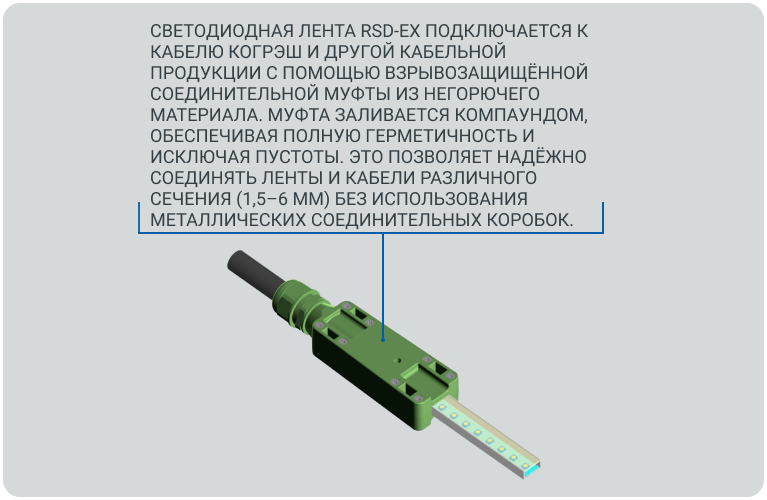 СВЕТОДИОДНАЯ ЛЕНТА RSD-EX ПОДКЛЮЧАЕТСЯ К
КАБЕЛЮ КОГРЭШ И ДРУГОЙ КАБЕЛЬНОЙ
ПРОДУКЦИИ С ПОМОЩЬЮ ВЗРЫВОЗАЩИЩЁННОЙ
СОЕДИНИТЕЛЬНОЙ МУФТЫ ИЗ НЕГОРЮЧЕГО
МАТЕРИАЛА. МУФТА ЗАЛИВАЕТСЯ КОМПАУНДОМ,
ОБЕСПЕЧИВАЯ ПОЛНУЮ ГЕРМЕТИЧНОСТЬ И
ИСКЛЮЧАЯ ПУСТОТЫ. ЭТО ПОЗВОЛЯЕТ НАДЁЖНО
СОЕДИНЯТЬ ЛЕНТЫ И КАБЕЛИ РАЗЛИЧНОГО
СЕЧЕНИЯ (1,5–6 ММ) БЕЗ ИСПОЛЬЗОВАНИЯ
МЕТАЛЛИЧЕСКИХ СОЕДИНИТЕЛЬНЫХ КОРОБОК.